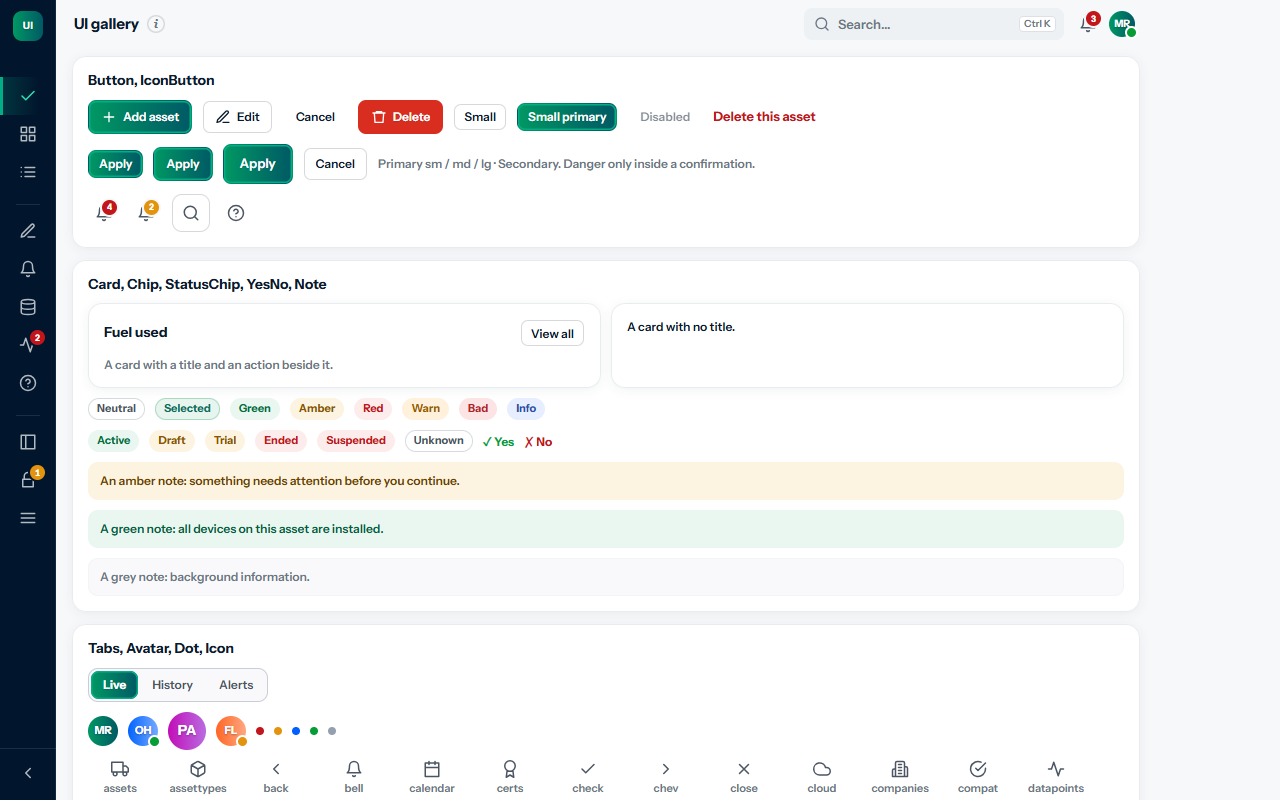 UI
UI gallery
i
Search...
Ctrl K
3
MR
Button, IconButton
Add asset
Edit
Cancel
Delete
Small
Small primary
Disabled
Delete this asset
Apply
Apply
Apply
Cancel
Primary sm / md / lg · Secondary. Danger only inside a confirmation.
4
2
Card, Chip, StatusChip, YesNo, Note
Fuel used
View all
A card with a title and an action beside it.
A card with no title.
2
Neutral
Selected
Green
Amber
Red
Warn
Bad
Info
Active
Draft
Trial
Ended
Suspended
Unknown
✓ Yes
✗ No
An amber note: something needs attention before you continue.
1
A green note: all devices on this asset are installed.
A grey note: background information.
Tabs, Avatar, Dot, Icon
Live
History
Alerts
MR
OH
PA
FL
assets
assettypes
back
bell
calendar
certs
check
chev
close
cloud
companies
compat
datapoints